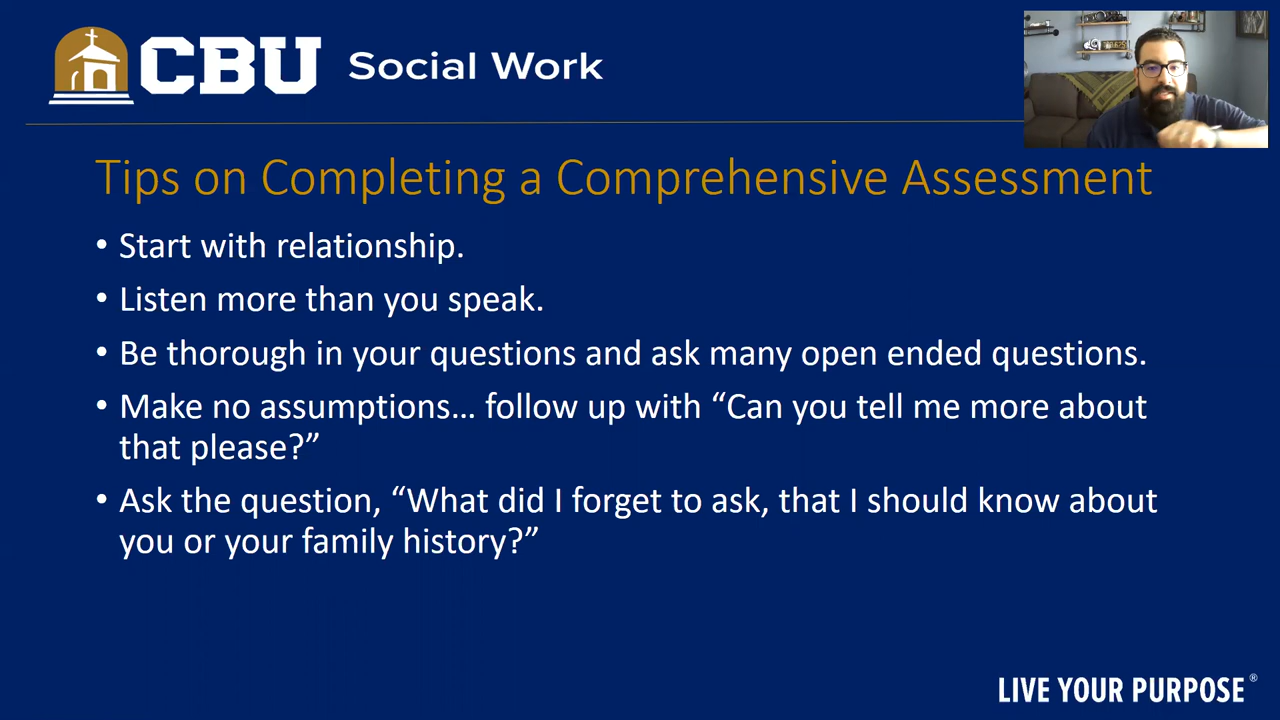 CBU Social Work
Tips on Completing a Comprehensive Assessment
• Start with relationship.
• Listen more than you speak.
• Be thorough in your questions and ask many open ended questions.
• Make no assumptions… follow up with “Can you tell me more about
that please?”
• Ask the question, “What did I forget to ask, that I should know about
you or your family history?”
LIVE YOUR PURPOSE®